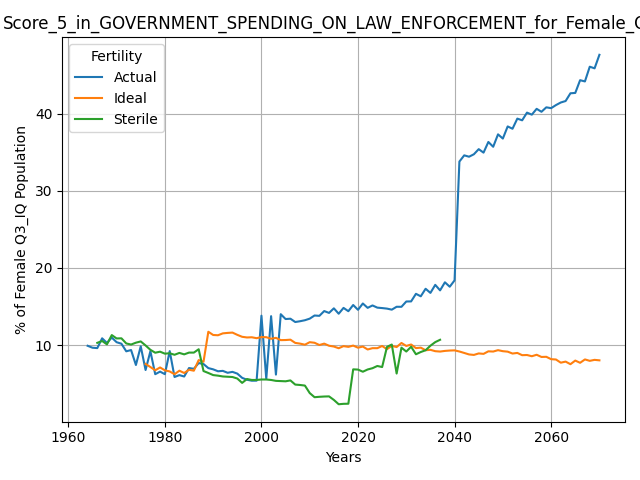 Score_5_in_GOVERNMENT_SPENDING_ON_LAW_ENFORCEMENT_for_Female_
Fertility
Actual
Ideal
Sterile
% of Female Q3_IQ Population
40
30
20
10
1960
1980
2000
2020
2040
2060
Years